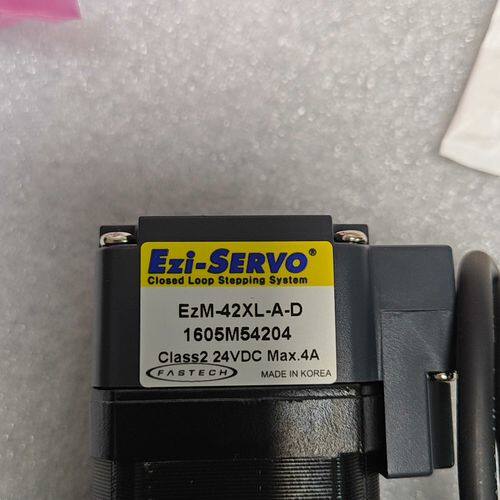 Ezi-SERVO®
Closed Loop Stepping System
EzM-42XL-A-D
1605M54204
Class2 24VDC Max.4A
FASTECH MADE IN KOREA